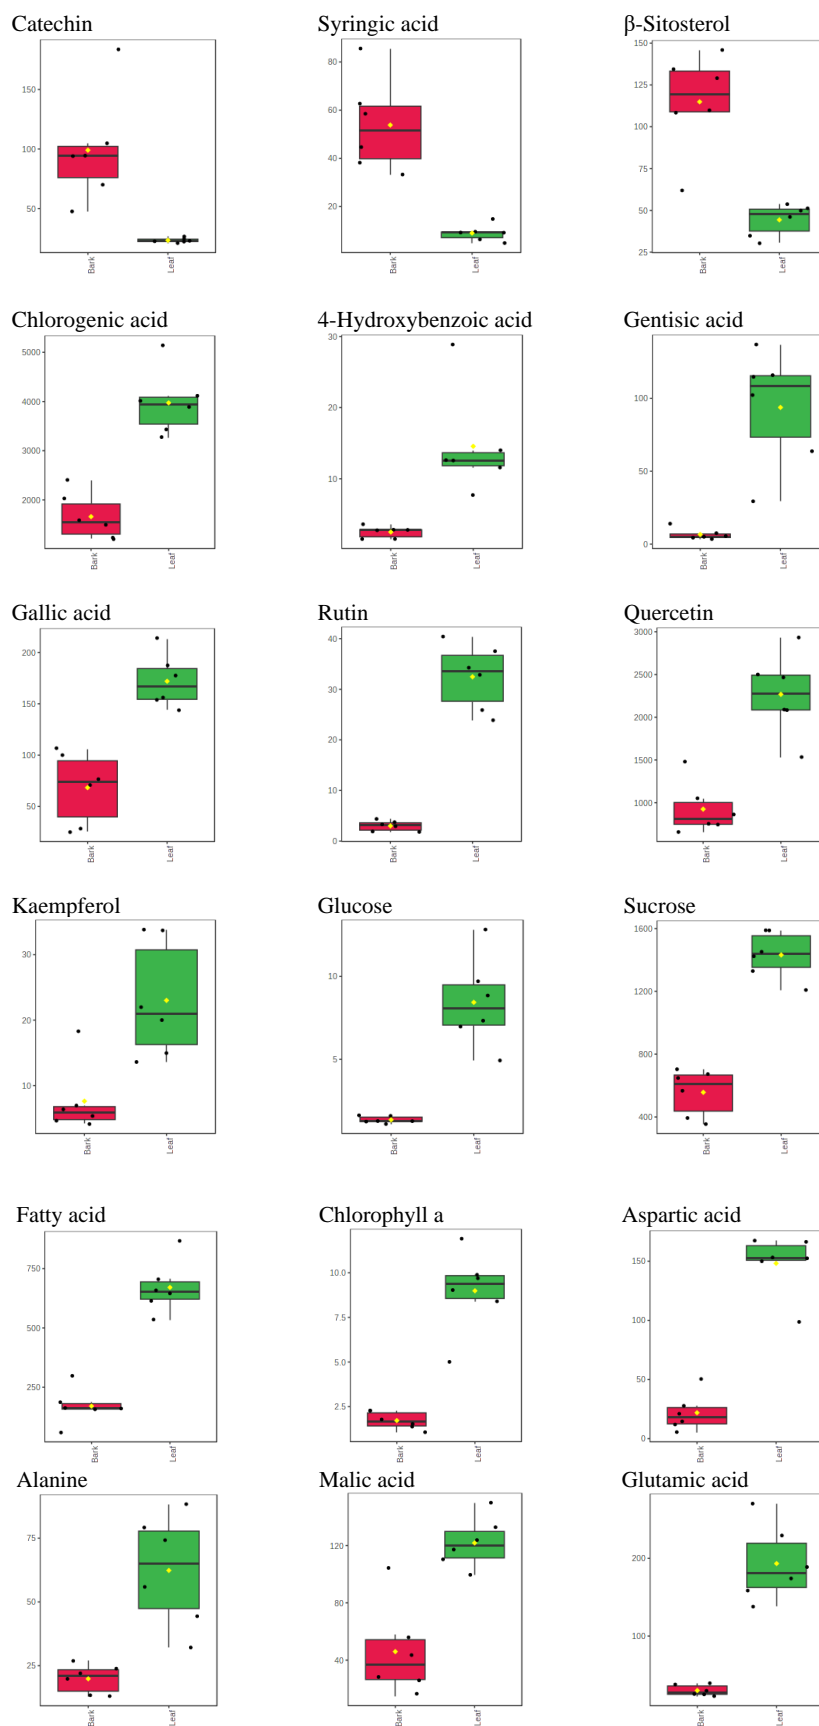 Catechin Syringic acid β-Sitosterol
150
100
50
Bark Leaf
80
60
40
20
Bark Leaf
150
125
100
75
50
25
Bark Leaf
Chlorogenic acid 4-Hydroxybenzoic acid Gentisic acid
5000
4000
3000
2000
Bark Leaf
30
20
10
Bark Leaf
100
50
0
Bark Leaf
Gallic acid Rutin Quercetin
200
150
100
50
Bark Leaf
40
30
20
10
0
Bark Leaf
3000
2500
2000
1500
1000
Bark Leaf
Kaempferol Glucose Sucrose
30
20
10
Bark Leaf
10
5
Bark Leaf
1600
1200
800
400
Bark Leaf
Fatty acid Chlorophyll a Aspartic acid
750
500
250
Bark Leaf
10.0
7.5
5.0
2.5
Bark Leaf
150
100
50
0
Bark Leaf
Alanine Malic acid Glutamic acid
75
50
25
Bark Leaf
120
80
40
Bark Leaf
200
100
Bark Leaf